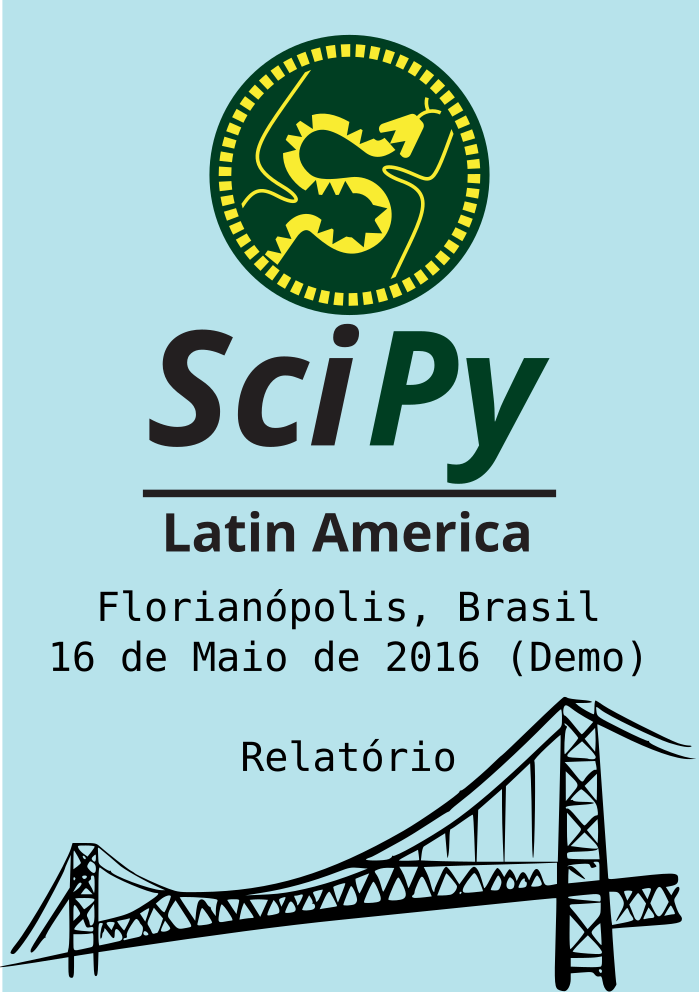 SciPy
Latin America
Florianópolis, Brasil
16 de Maio de 2016 (Demo)
Relatório